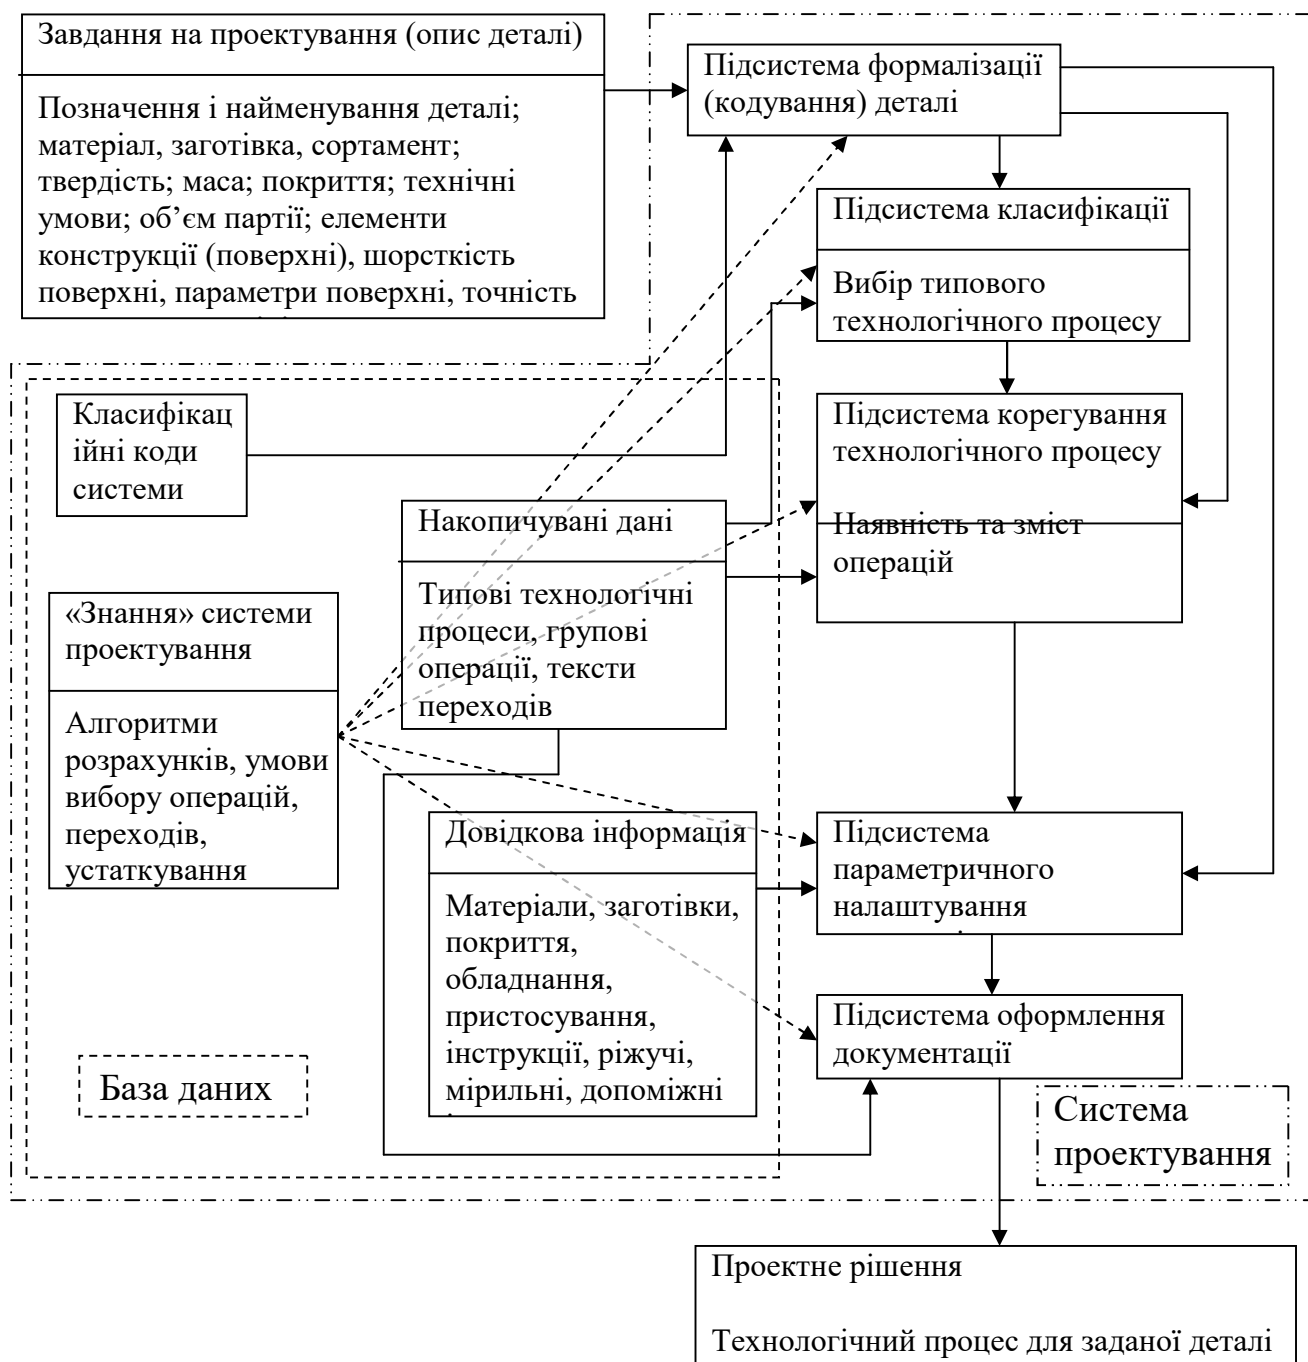 Завдання на проектування (опис деталі)
Позначення і найменування деталі;
матеріал, заготівка, сортамент;
твердість; маса; покриття; технічні
умови; об’єм партії; елементи
конструкції (поверхні), шорсткість
поверхні, параметри поверхні, точність
Підсистема формалізації
(кодування) деталі
Підсистема класифікації
Вибір типового
технологічного процесу
Класифікац
ійні коди
системи
Підсистема корегування
технологічного процесу
Наявність та зміст
операцій
Накопичувані дані
Типові технологічні
процеси, групові
операції, тексти
переходів
«Знання» системи
проектування
Алгоритми
розрахунків, умови
вибору операцій,
переходів,
устаткування
Довідкова інформація
Матеріали, заготівки,
покриття,
обладнання,
пристосування,
інструкції, ріжучі,
мірильні, допоміжні
Підсистема
параметричного
налаштування
Підсистема оформлення
документації
База даних
Система
проектування
Проектне рішення
Технологічний процес для заданої деталі